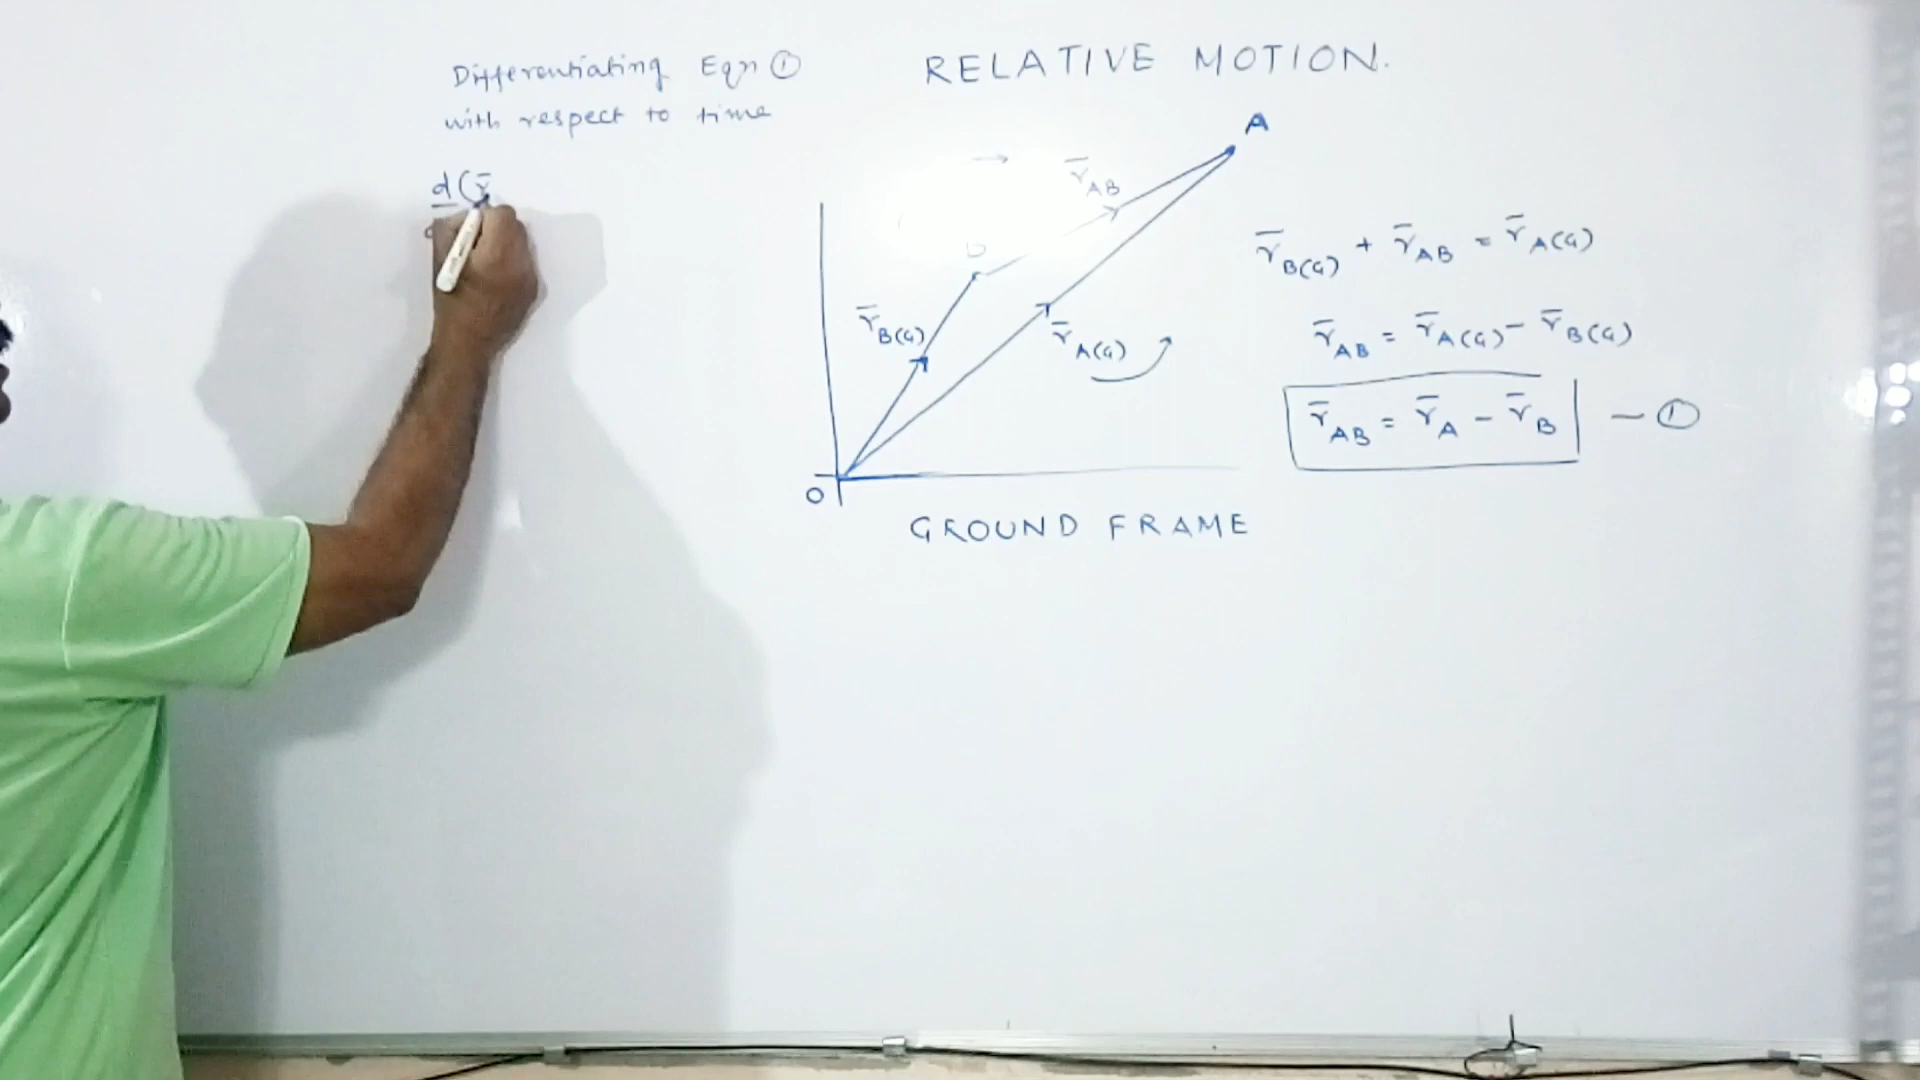 Differentiating Eqn ①
with respect to time
d(r̅
RELATIVE MOTION.
A
r̅AB
r̅B(G)
r̅A(G)
O
GROUND FRAME
r̅B(G) + r̅AB = r̅A(G)
r̅AB = r̅A(G) - r̅B(G)
r̅AB = r̅A - r̅B — ①